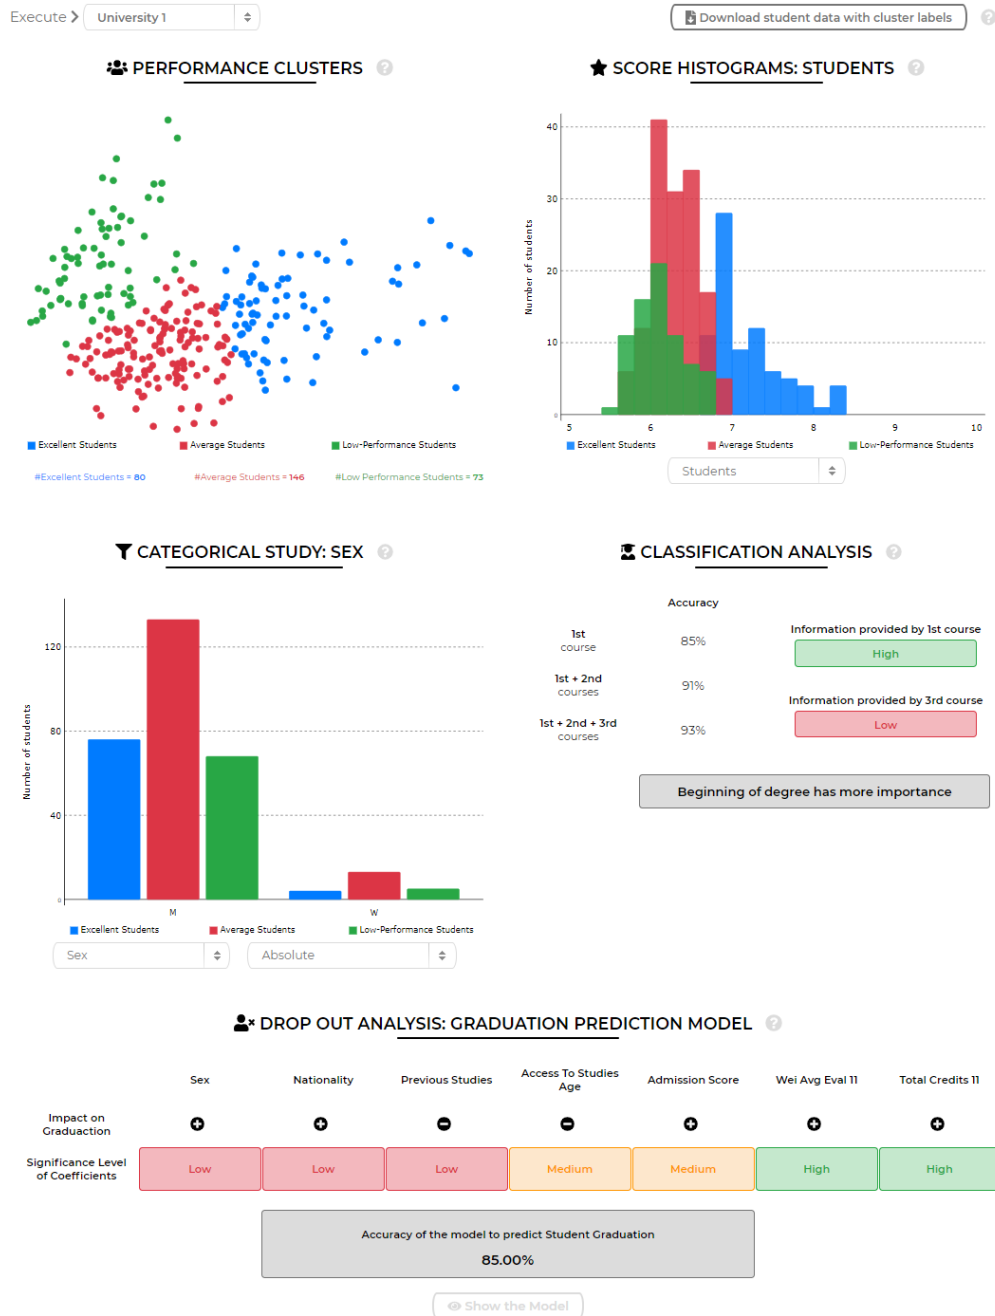 Execute
University 1
Download student data with cluster labels
PERFORMANCE CLUSTERS
Excellent Students
Average Students
Low-Performance Students
#Excellent Students = 80
#Average Students = 146
#Low Performance Students = 73
SCORE HISTOGRAMS: STUDENTS
Number of students
40
30
20
10
0
5 6 7 8 9 10
Excellent Students
Average Students
Low-Performance Students
Students
CATEGORICAL STUDY: SEX
Number of students
120
80
40
0
M W
Excellent Students
Average Students
Low-Performance Students
Sex
Absolute
CLASSIFICATION ANALYSIS
Accuracy
1st
course
85%
1st + 2nd
courses
91%
1st + 2nd + 3rd
courses
93%
Information provided by 1st course
High
Information provided by 3rd course
Low
Beginning of degree has more importance
DROP OUT ANALYSIS: GRADUATION PREDICTION MODEL
Sex
Nationality
Previous Studies
Access To Studies
Age
Admission Score
Wei Avg Eval 11
Total Credits 11
Impact on
Graduaction
Significance Level
of Coefficients
Low
Low
Low
Medium
Medium
High
High
Accuracy of the model to predict Student Graduation
85.00%
Show the Model